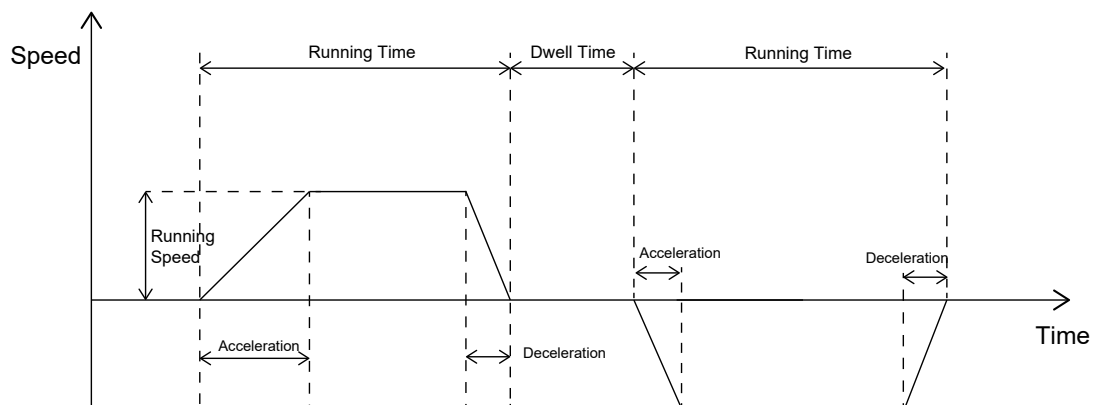 Speed
Running Time
Dwell Time
Running Time
Running
Speed
Acceleration
Deceleration
Time
Acceleration
Deceleration